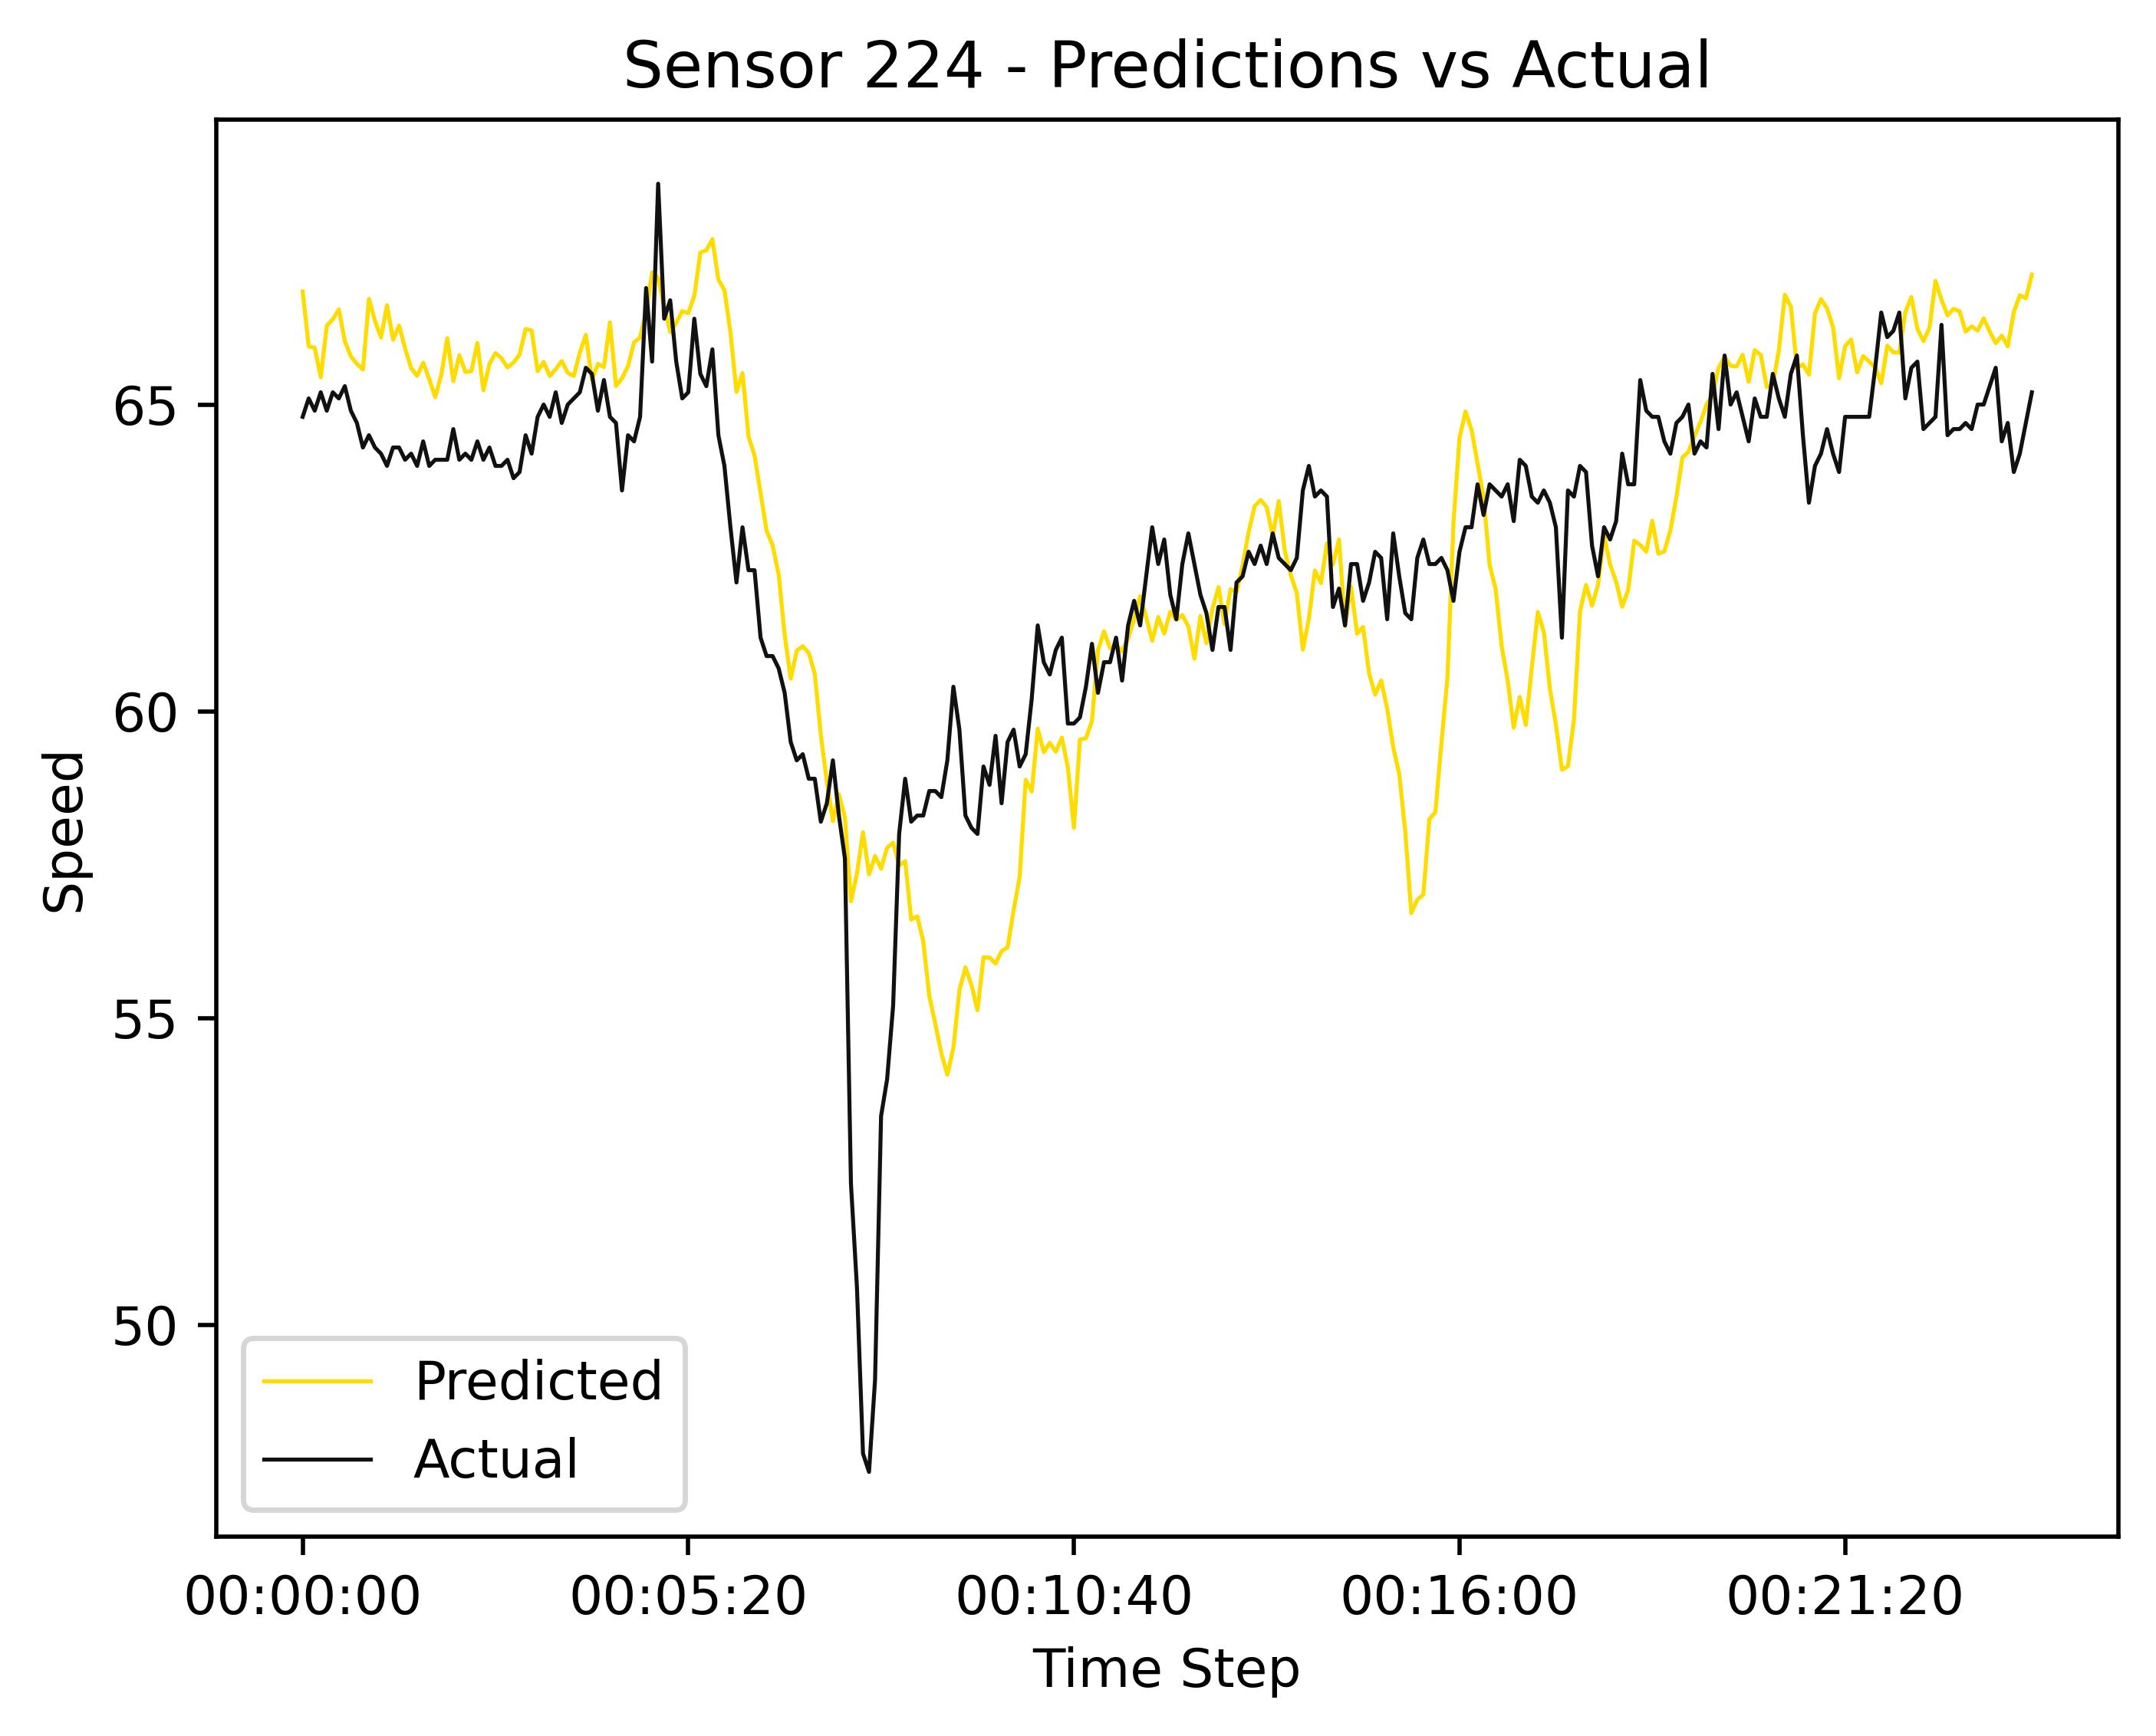 Sensor 224 - Predictions vs Actual
Speed
65
60
55
50
Predicted
Actual
00:00:00 00:05:20 00:10:40 00:16:00 00:21:20
Time Step